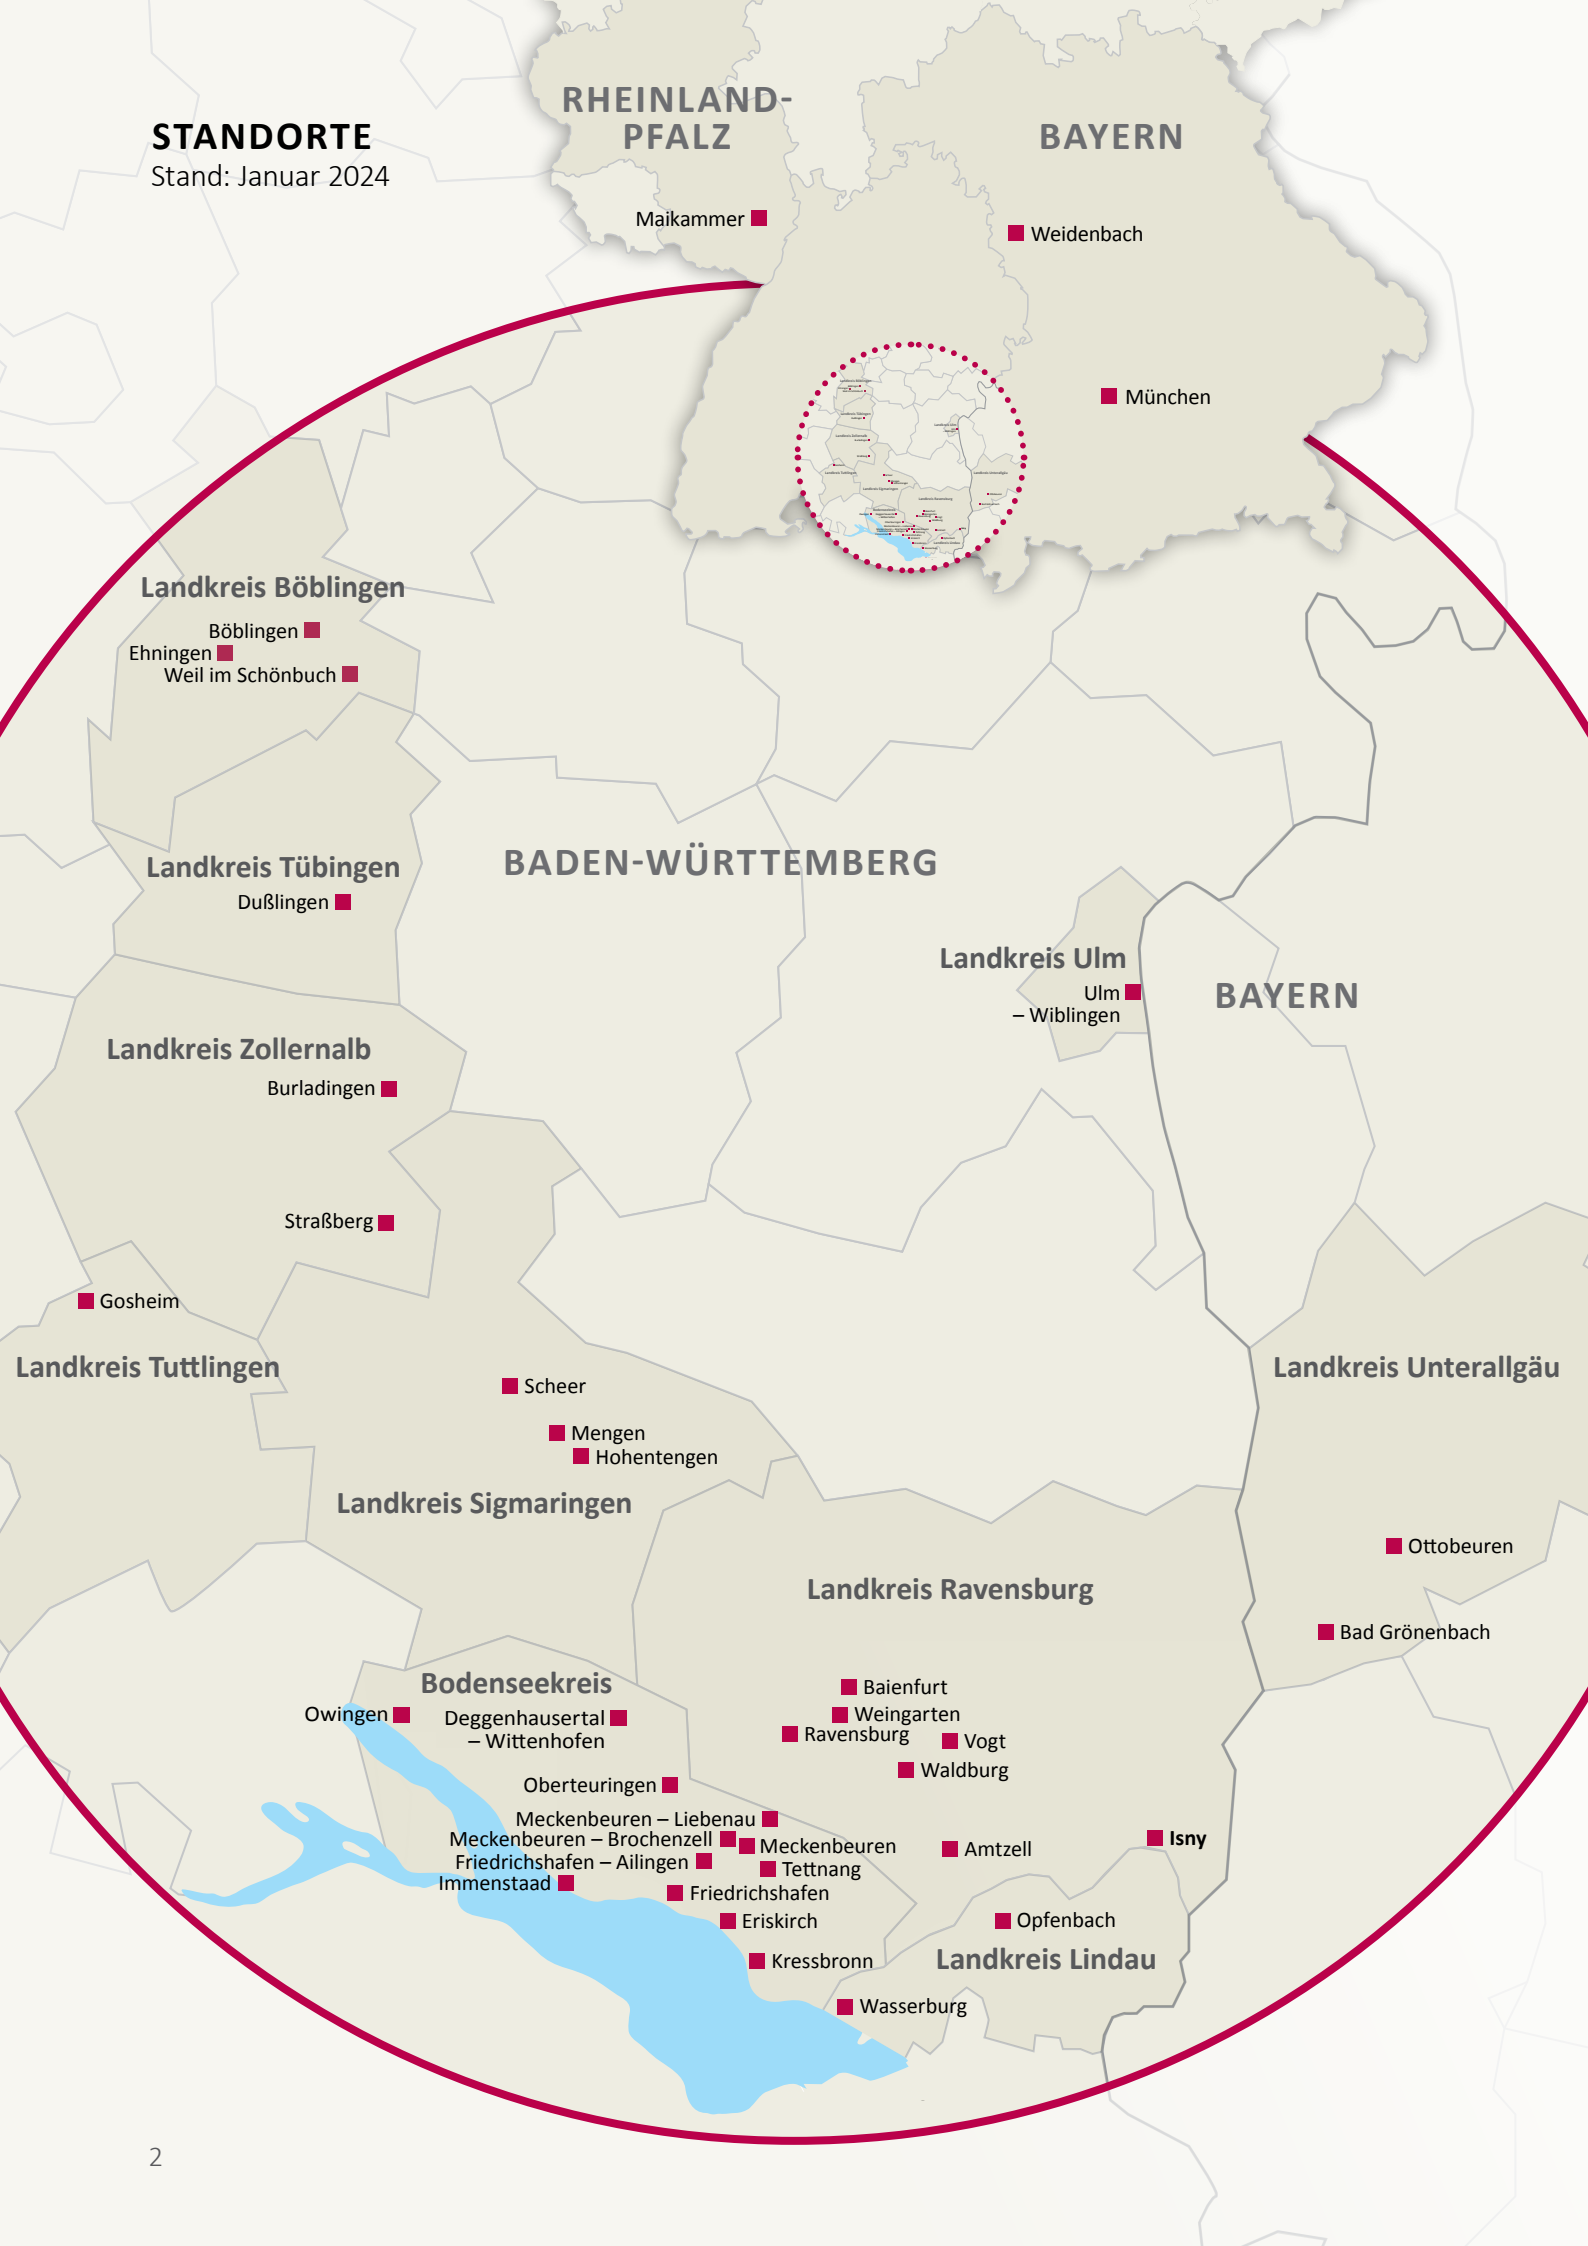 STANDORTE
Stand: Januar 2024
RHEINLAND-
PFALZ
BAYERN
Maikammer
Weidenbach
München
Landkreis Böblingen
Böblingen
Ehningen
Weil im Schönbuch
BADEN-WÜRTTEMBERG
Landkreis Tübingen
Dußlingen
Landkreis Ulm
Ulm
– Wiblingen
BAYERN
Landkreis Zollernalb
Burladingen
Straßberg
Gosheim
Landkreis Tuttlingen
Landkreis Unterallgäu
Scheer
Mengen
Hohentengen
Landkreis Sigmaringen
Ottobeuren
Landkreis Ravensburg
Bad Grönenbach
Bodenseekreis
Baienfurt
Owingen
Deggenhausertal
– Wittenhofen
Weingarten
Ravensburg
Vogt
Waldburg
Oberteuringen
Meckenbeuren – Liebenau
Meckenbeuren – Brochenzell
Meckenbeuren
Amtzell
Isny
Friedrichshafen – Ailingen
Tettnang
Immenstaad
Friedrichshafen
Eriskirch
Opfenbach
Kressbronn
Landkreis Lindau
Wasserburg
2